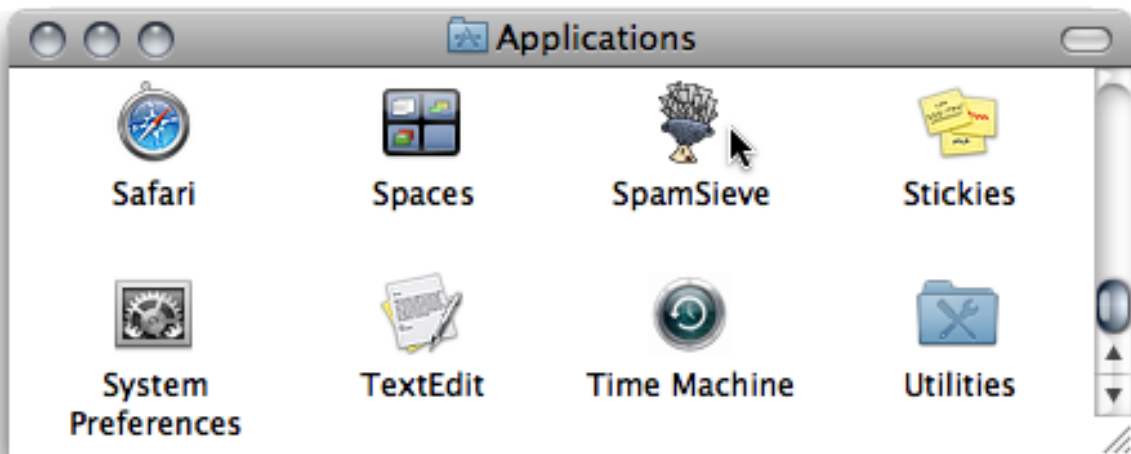 Applications
Safari
Spaces
SpamSieve
Stickies
System
Preferences
TextEdit
Time Machine
Utilities